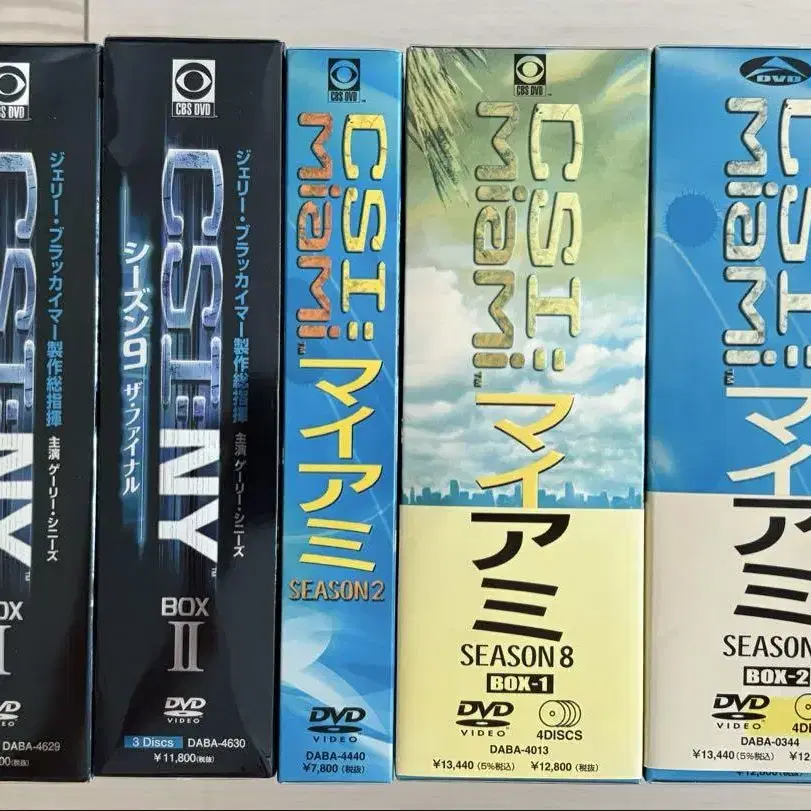 CSI:NY
ジェリー・ブラッカイマー製作総指揮
主演 ゲーリー・シニーズ
I
DABA-4629
CBS DVD
ジェリー・ブラッカイマー製作総指揮
主演 ゲーリー・シニーズ
CSI:NY
シーズン9 ザ・ファイナル
BOX
II
DVD
VIDEO
3 Discs DABA-4630
¥11,800(税抜)
CBS DVD
CSI:
Miami
マイアミ
SEASON2
DVD
VIDEO
DABA-4440
¥7,800(税抜)
CBS DVD
CSI:
Miami
マイアミ
SEASON 8
BOX-1
DVD
VIDEO
4DISCS
DABA-4013
¥13,440(5%税込) ¥12,800(税抜)
DVD
CSI:
Miami
マイアミ
SEASON
BOX-2
DVD
VIDEO
DABA-0344
¥13,440(5%税込)